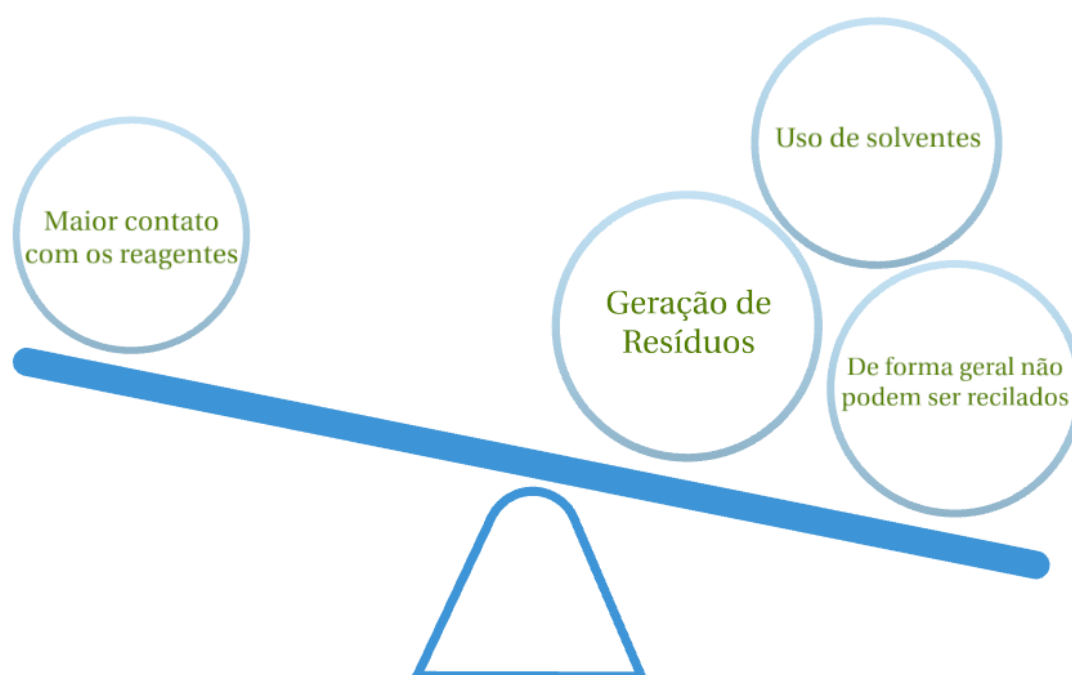 Maior contato
com os reagentes
Geração de
Resíduos
Uso de solventes
De forma geral não
podem ser recilados